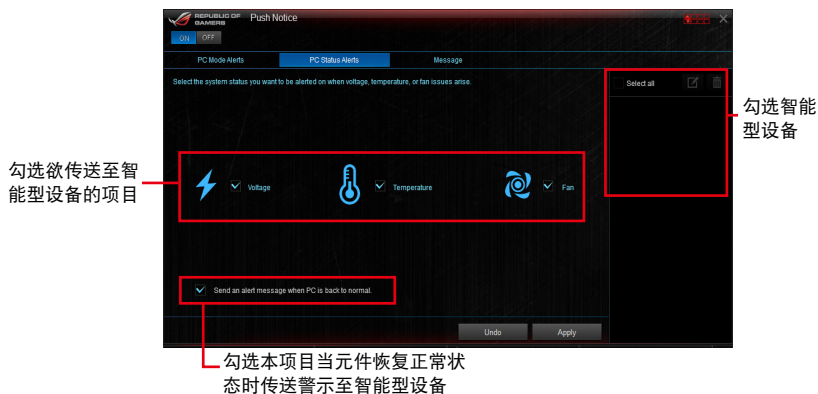 REPUBLIC OF
GAMERS
Push Notice
ON OFF
PC Mode Alerts
PC Status Alerts
Message
Select the system status you want to be alerted on when voltage, temperature, or fan issues arise.
Select all
勾选智能
型设备
勾选欲传送至智
能型设备的项目
Voltage
Temperature
Fan
Send an alert message when PC is back to normal.
Undo
Apply
勾选本项目当元件恢复正常状
态时传送警示至智能型设备